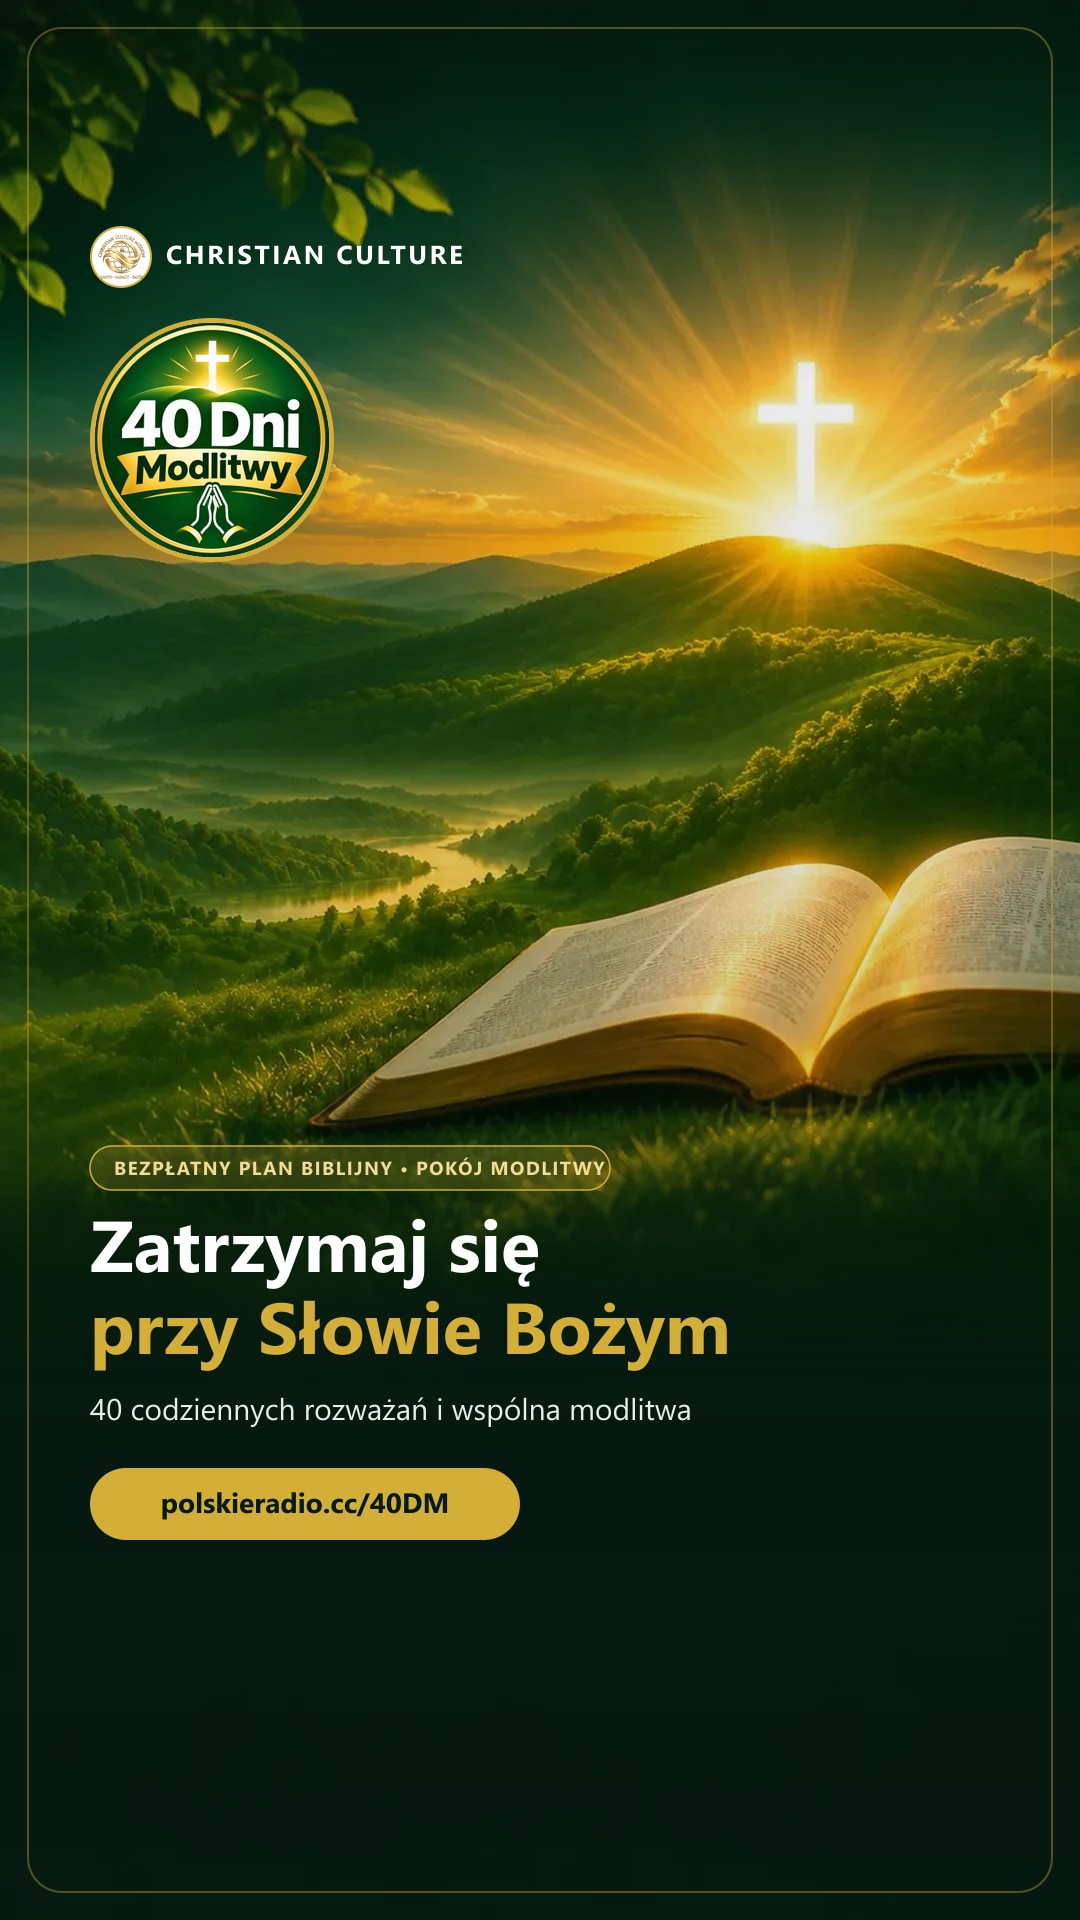 CHRISTIAN CULTURE
40 Dni
Modlitwy
BEZPŁATNY PLAN BIBLIJNY • POKÓJ MODLITWY
Zatrzymaj się
przy Słowie Bożym
40 codziennych rozważań i wspólna modlitwa
polskieradio.cc/40DM